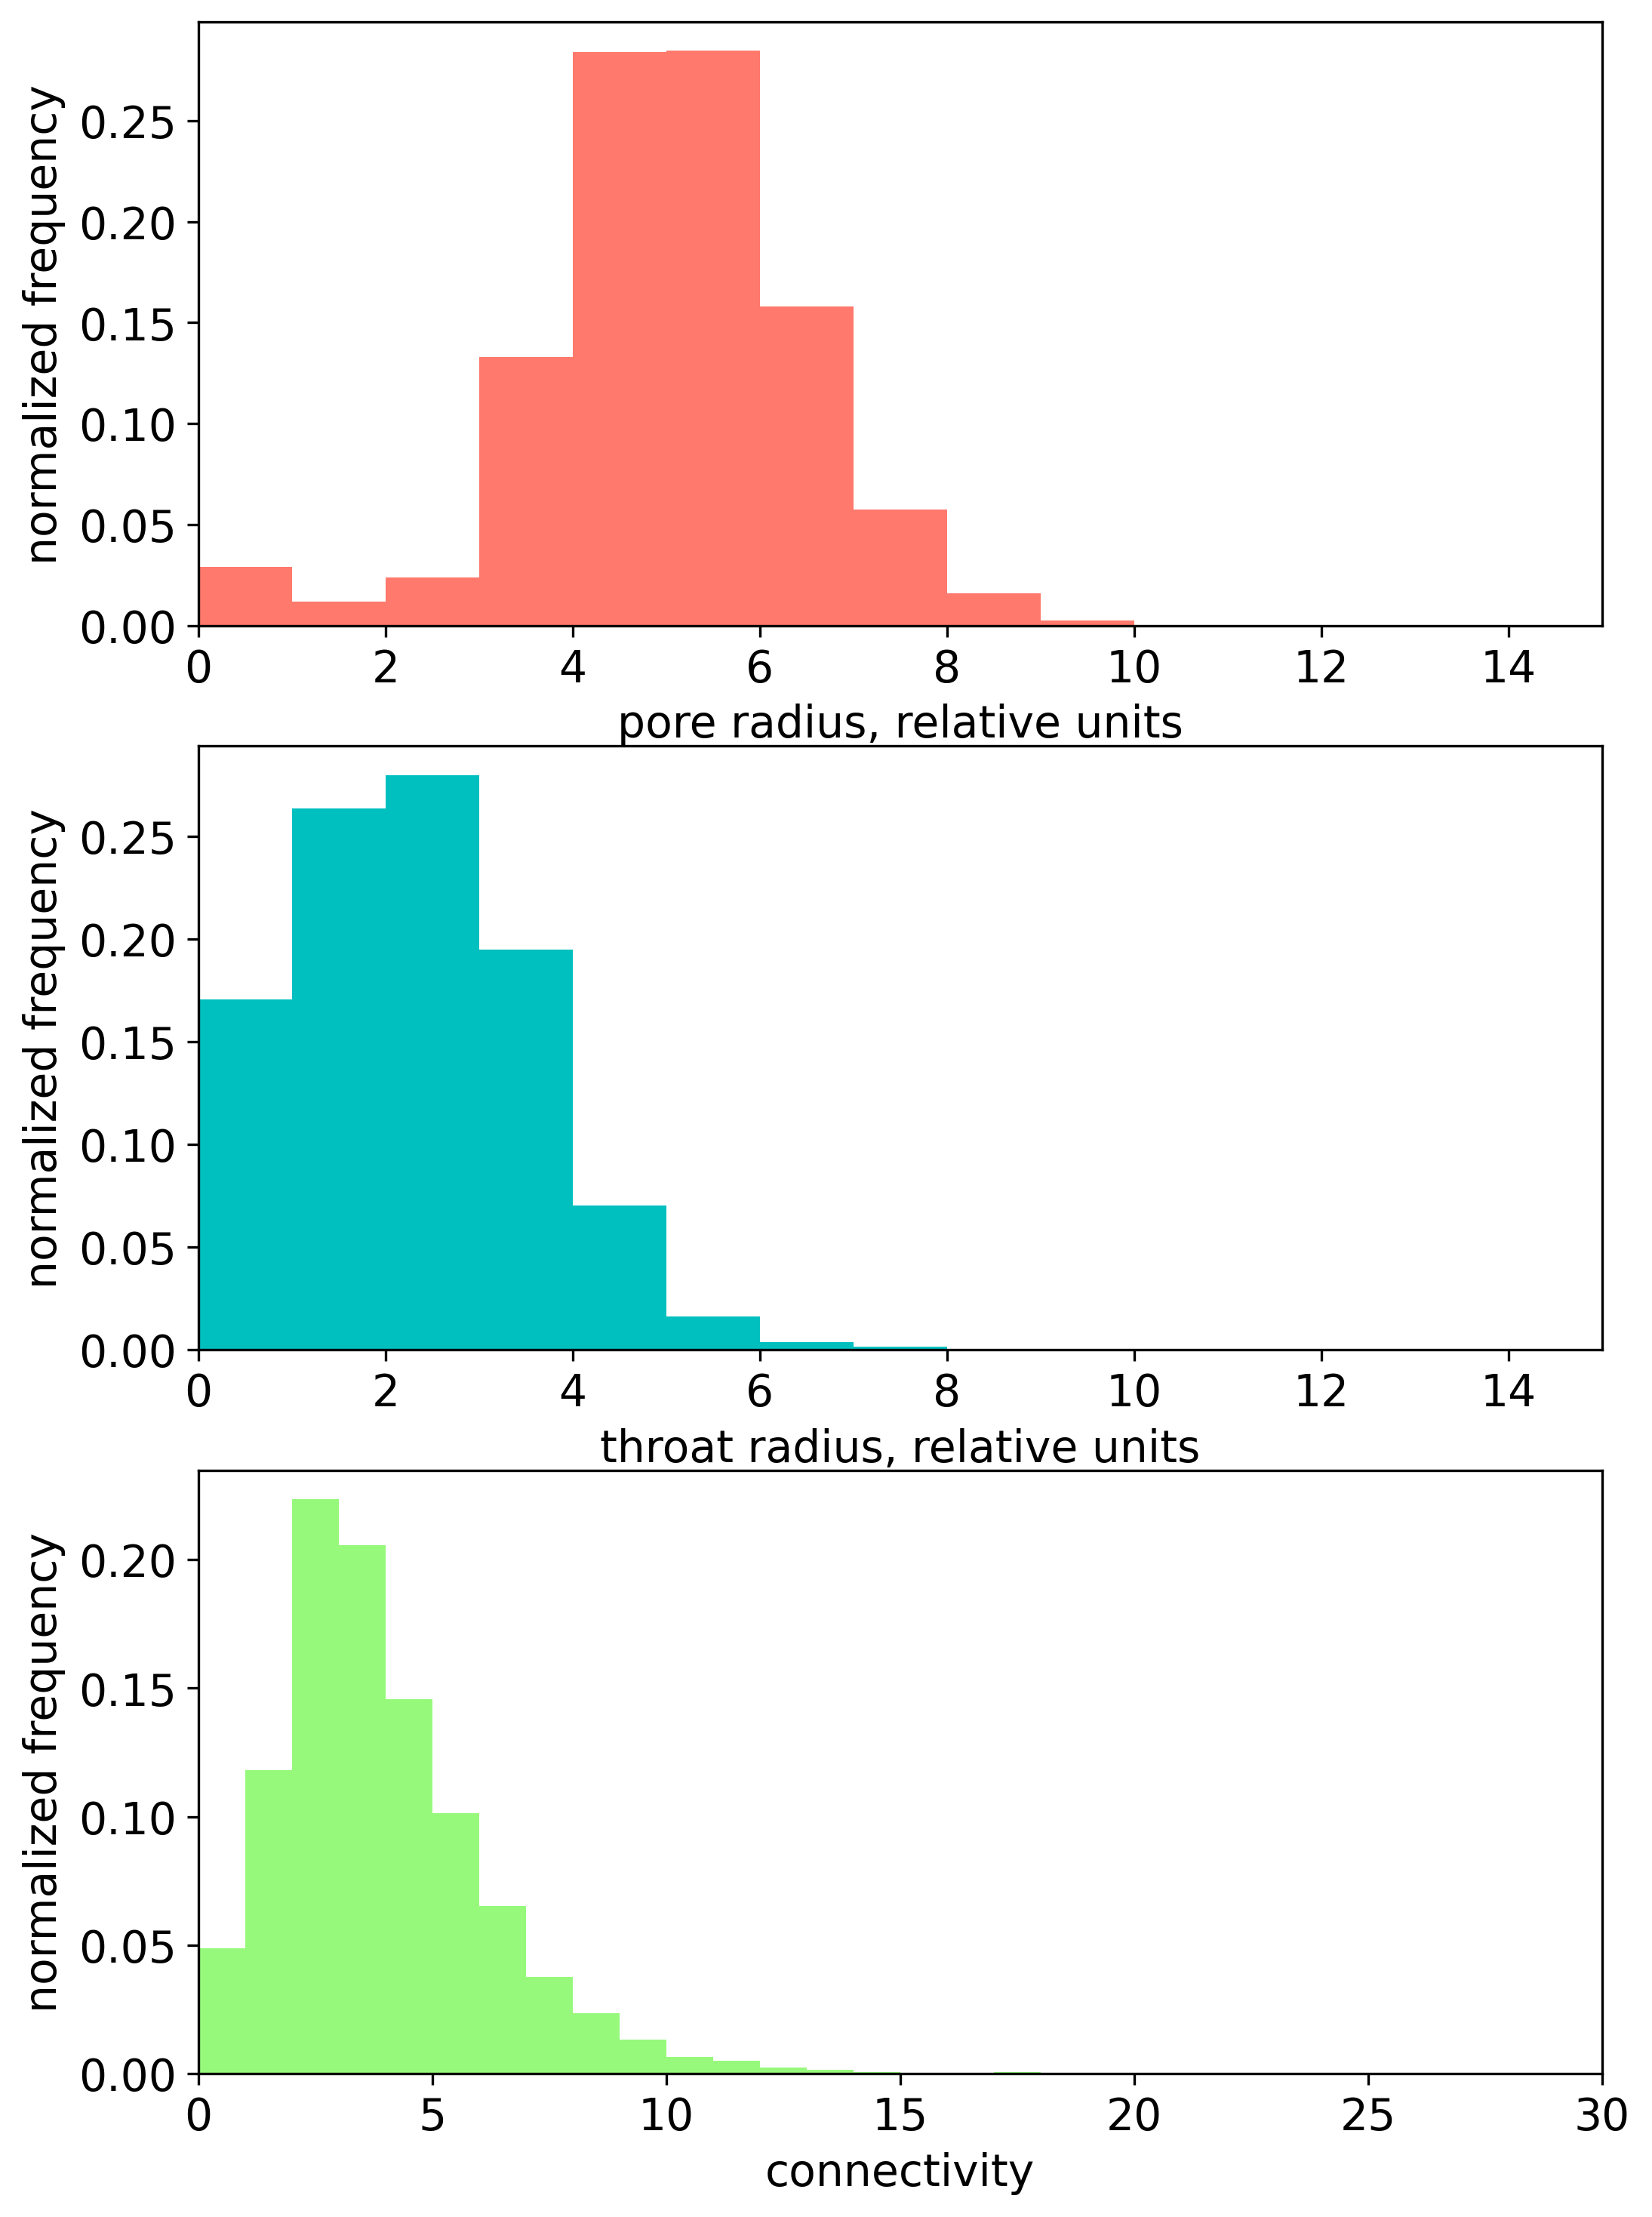 normalized frequency
0.25
0.20
0.15
0.10
0.05
0.00
0 2 4 6 8 10 12 14
pore radius, relative units
normalized frequency
0.25
0.20
0.15
0.10
0.05
0.00
0 2 4 6 8 10 12 14
throat radius, relative units
normalized frequency
0.20
0.15
0.10
0.05
0.00
0 5 10 15 20 25 30
connectivity